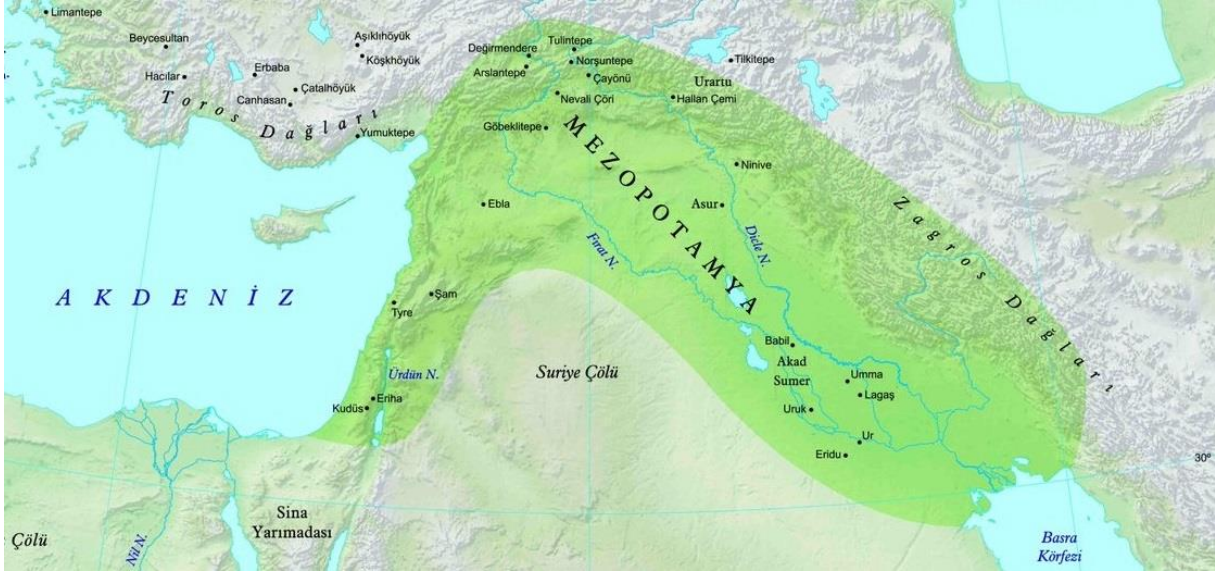 Limantepe
Beycesultan
Aşıklıhöyük
Köşkhöyük
Hacılar
Erbaba
Çatalhöyük
Canhasan
Toros Dağları
Yumuktepe
Değirmendere
Tulintepe
Norşuntepe
Arslantepe
Çayönü
Nevali Çöri
Göbeklitepe
Tilkitepe
Urartu
Hallan Çemi
MEZOPOTAMYA
Ninive
Asur
Ebla
Fırat N.
Dicle N.
Zagros Dağları
AKDENİZ
Şam
Tyre
Ürdün N.
Suriye Çölü
Babil
Akad
Sumer
Umma
Lagaş
Uruk
Kudüs
Eriha
Ur
Eridu
30º
Sina
Yarımadası
Çölü
Nil N.
Basra
Körfezi